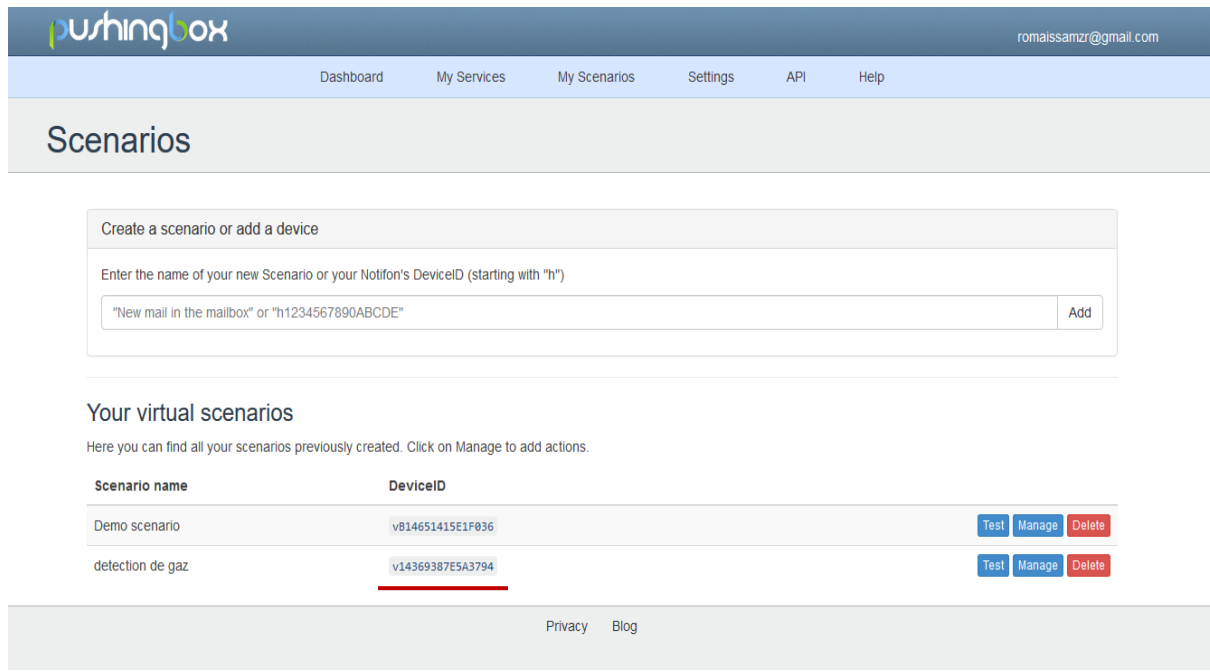 pushingbox
romaissamzr@gmail.com
Dashboard My Services My Scenarios Settings API Help
Scenarios
Create a scenario or add a device
Enter the name of your new Scenario or your Notifon's DeviceID (starting with "h")
"New mail in the mailbox" or "h1234567890ABCDE" Add
Your virtual scenarios
Here you can find all your scenarios previously created. Click on Manage to add actions.
Scenario name DeviceID
Demo scenario vB14651415E1F036 Test Manage Delete
detection de gaz v14369387E5A3794 Test Manage Delete
Privacy Blog